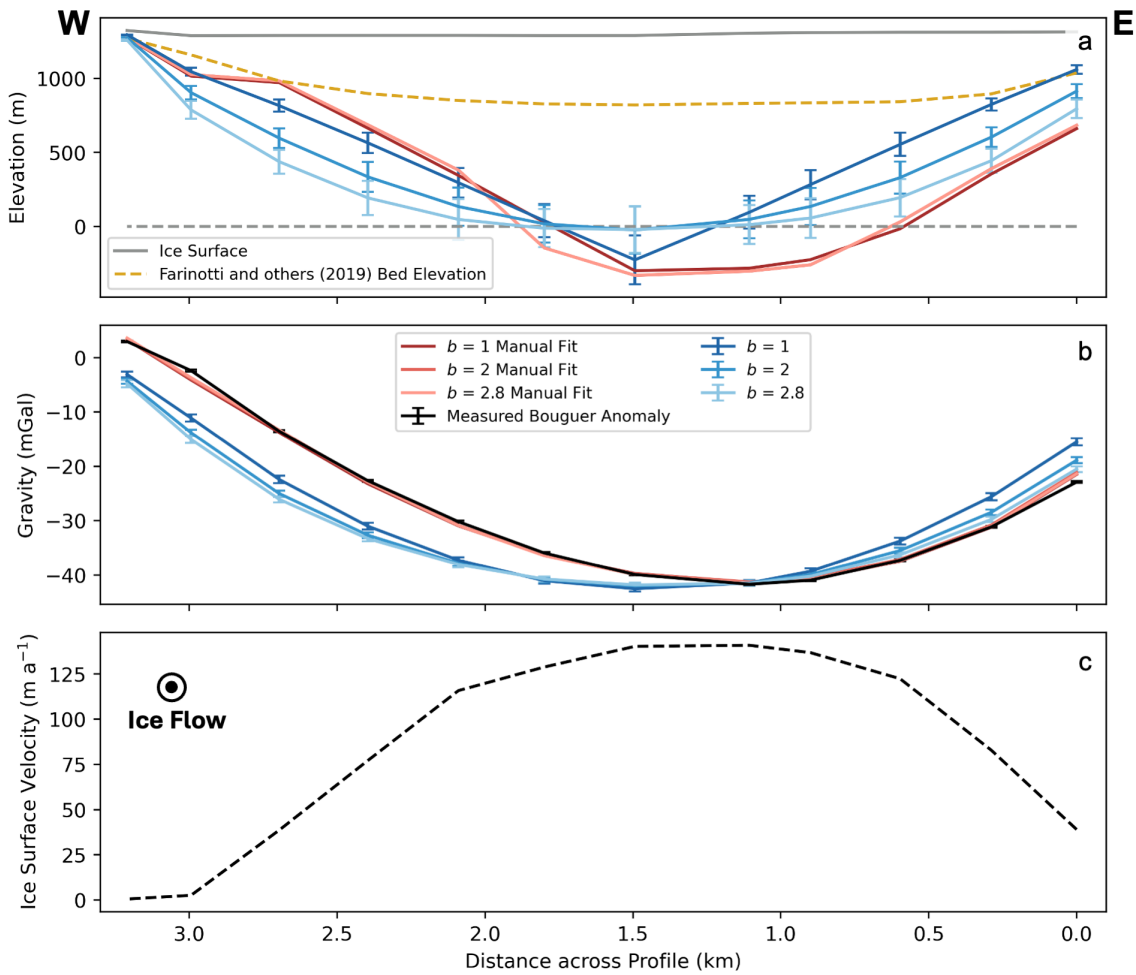 W
E
a
1000
500
0
Elevation (m)
Ice Surface
Farinotti and others (2019) Bed Elevation
b
0
−10
−20
−30
−40
Gravity (mGal)
b = 1 Manual Fit
b = 2 Manual Fit
b = 2.8 Manual Fit
Measured Bouguer Anomaly
b = 1
b = 2
b = 2.8
c
125
100
75
50
25
0
Ice Surface Velocity (m a⁻¹)
Ice Flow
3.0 2.5 2.0 1.5 1.0 0.5 0.0
Distance across Profile (km)